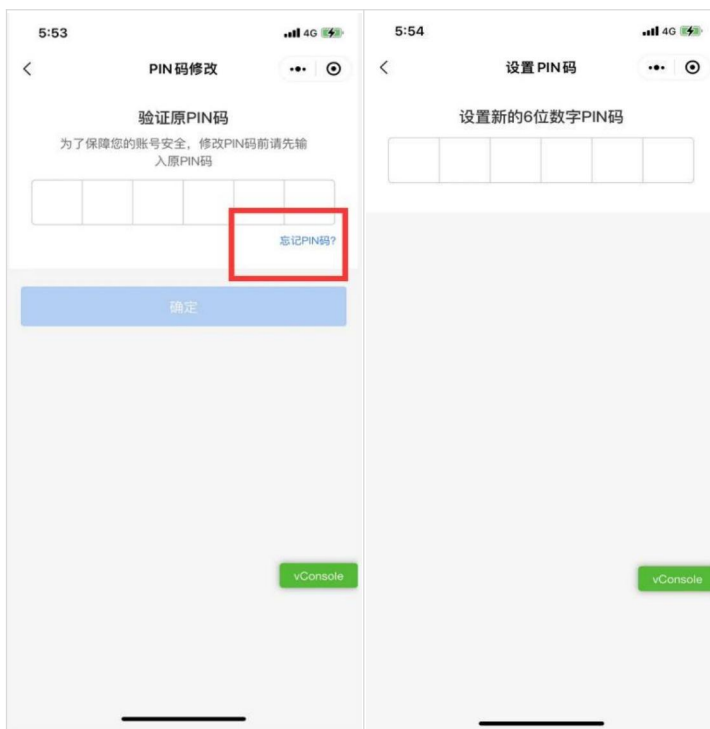 5:53
4G
PIN码修改
验证原PIN码
为了保障您的账号安全，修改PIN码前请先输
入原PIN码
忘记PIN码?
确定
vConsole
5:54
4G
设置PIN码
设置新的6位数字PIN码
vConsole